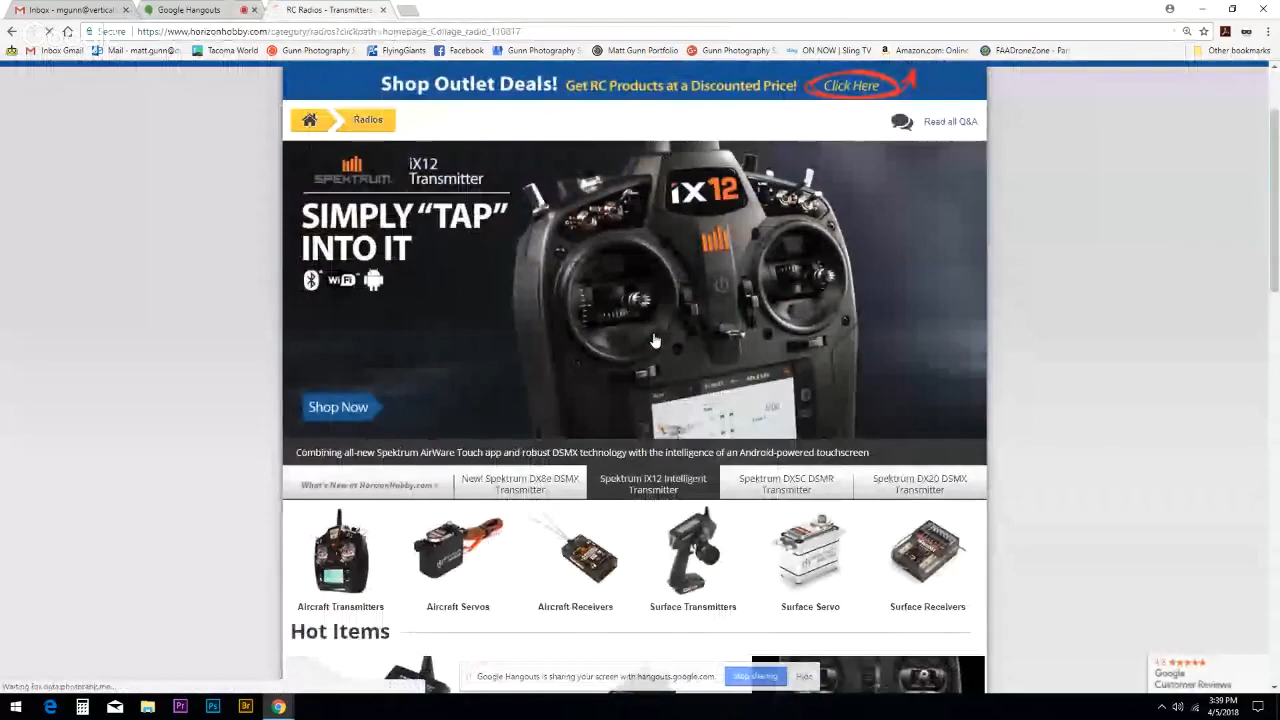 Inbox - mgunn@vertical
Google Hangouts
RC Radios - Transmitters
Secure
https://www.horizonhobby.com/category/radios?clickpath=homepage_Collage_radio_110817
Inbox Gmail
Mail - matt.gunn@
Tacoma World
FlyingGiants
Facebook
Matt Gunn Portfolio
Gunn Photography S
ON NOW | Sling TV
Amazon.com: Online
FAADroneZone - Par
Other bookmarks
Shop Outlet Deals! Get RC Products at a Discounted Price! Click Here
Radios
Read all Q&A
SPEKTRUM
iX12
Transmitter
SIMPLY "TAP"
INTO IT
WiFi
iX12
Shop Now
Combining all-new Spektrum AirWare Touch app and robust DSMX technology with the intelligence of an Android-powered touchscreen
What's New at HorizonHobby.com >
New! Spektrum DX8e DSMX
Transmitter
Spektrum iX12 Intelligent
Transmitter
Spektrum DX5C DSMR
Transmitter
Spektrum DX20 DSMX
Transmitter
Aircraft Transmitters
Aircraft Servos
Aircraft Receivers
Surface Transmitters
Surface Servo
Surface Receivers
Hot Items
Google Hangouts is sharing your screen with hangouts.google.com.
Stop sharing
Hide
4.8
Google
Customer Reviews
3:39 PM
4/5/2018